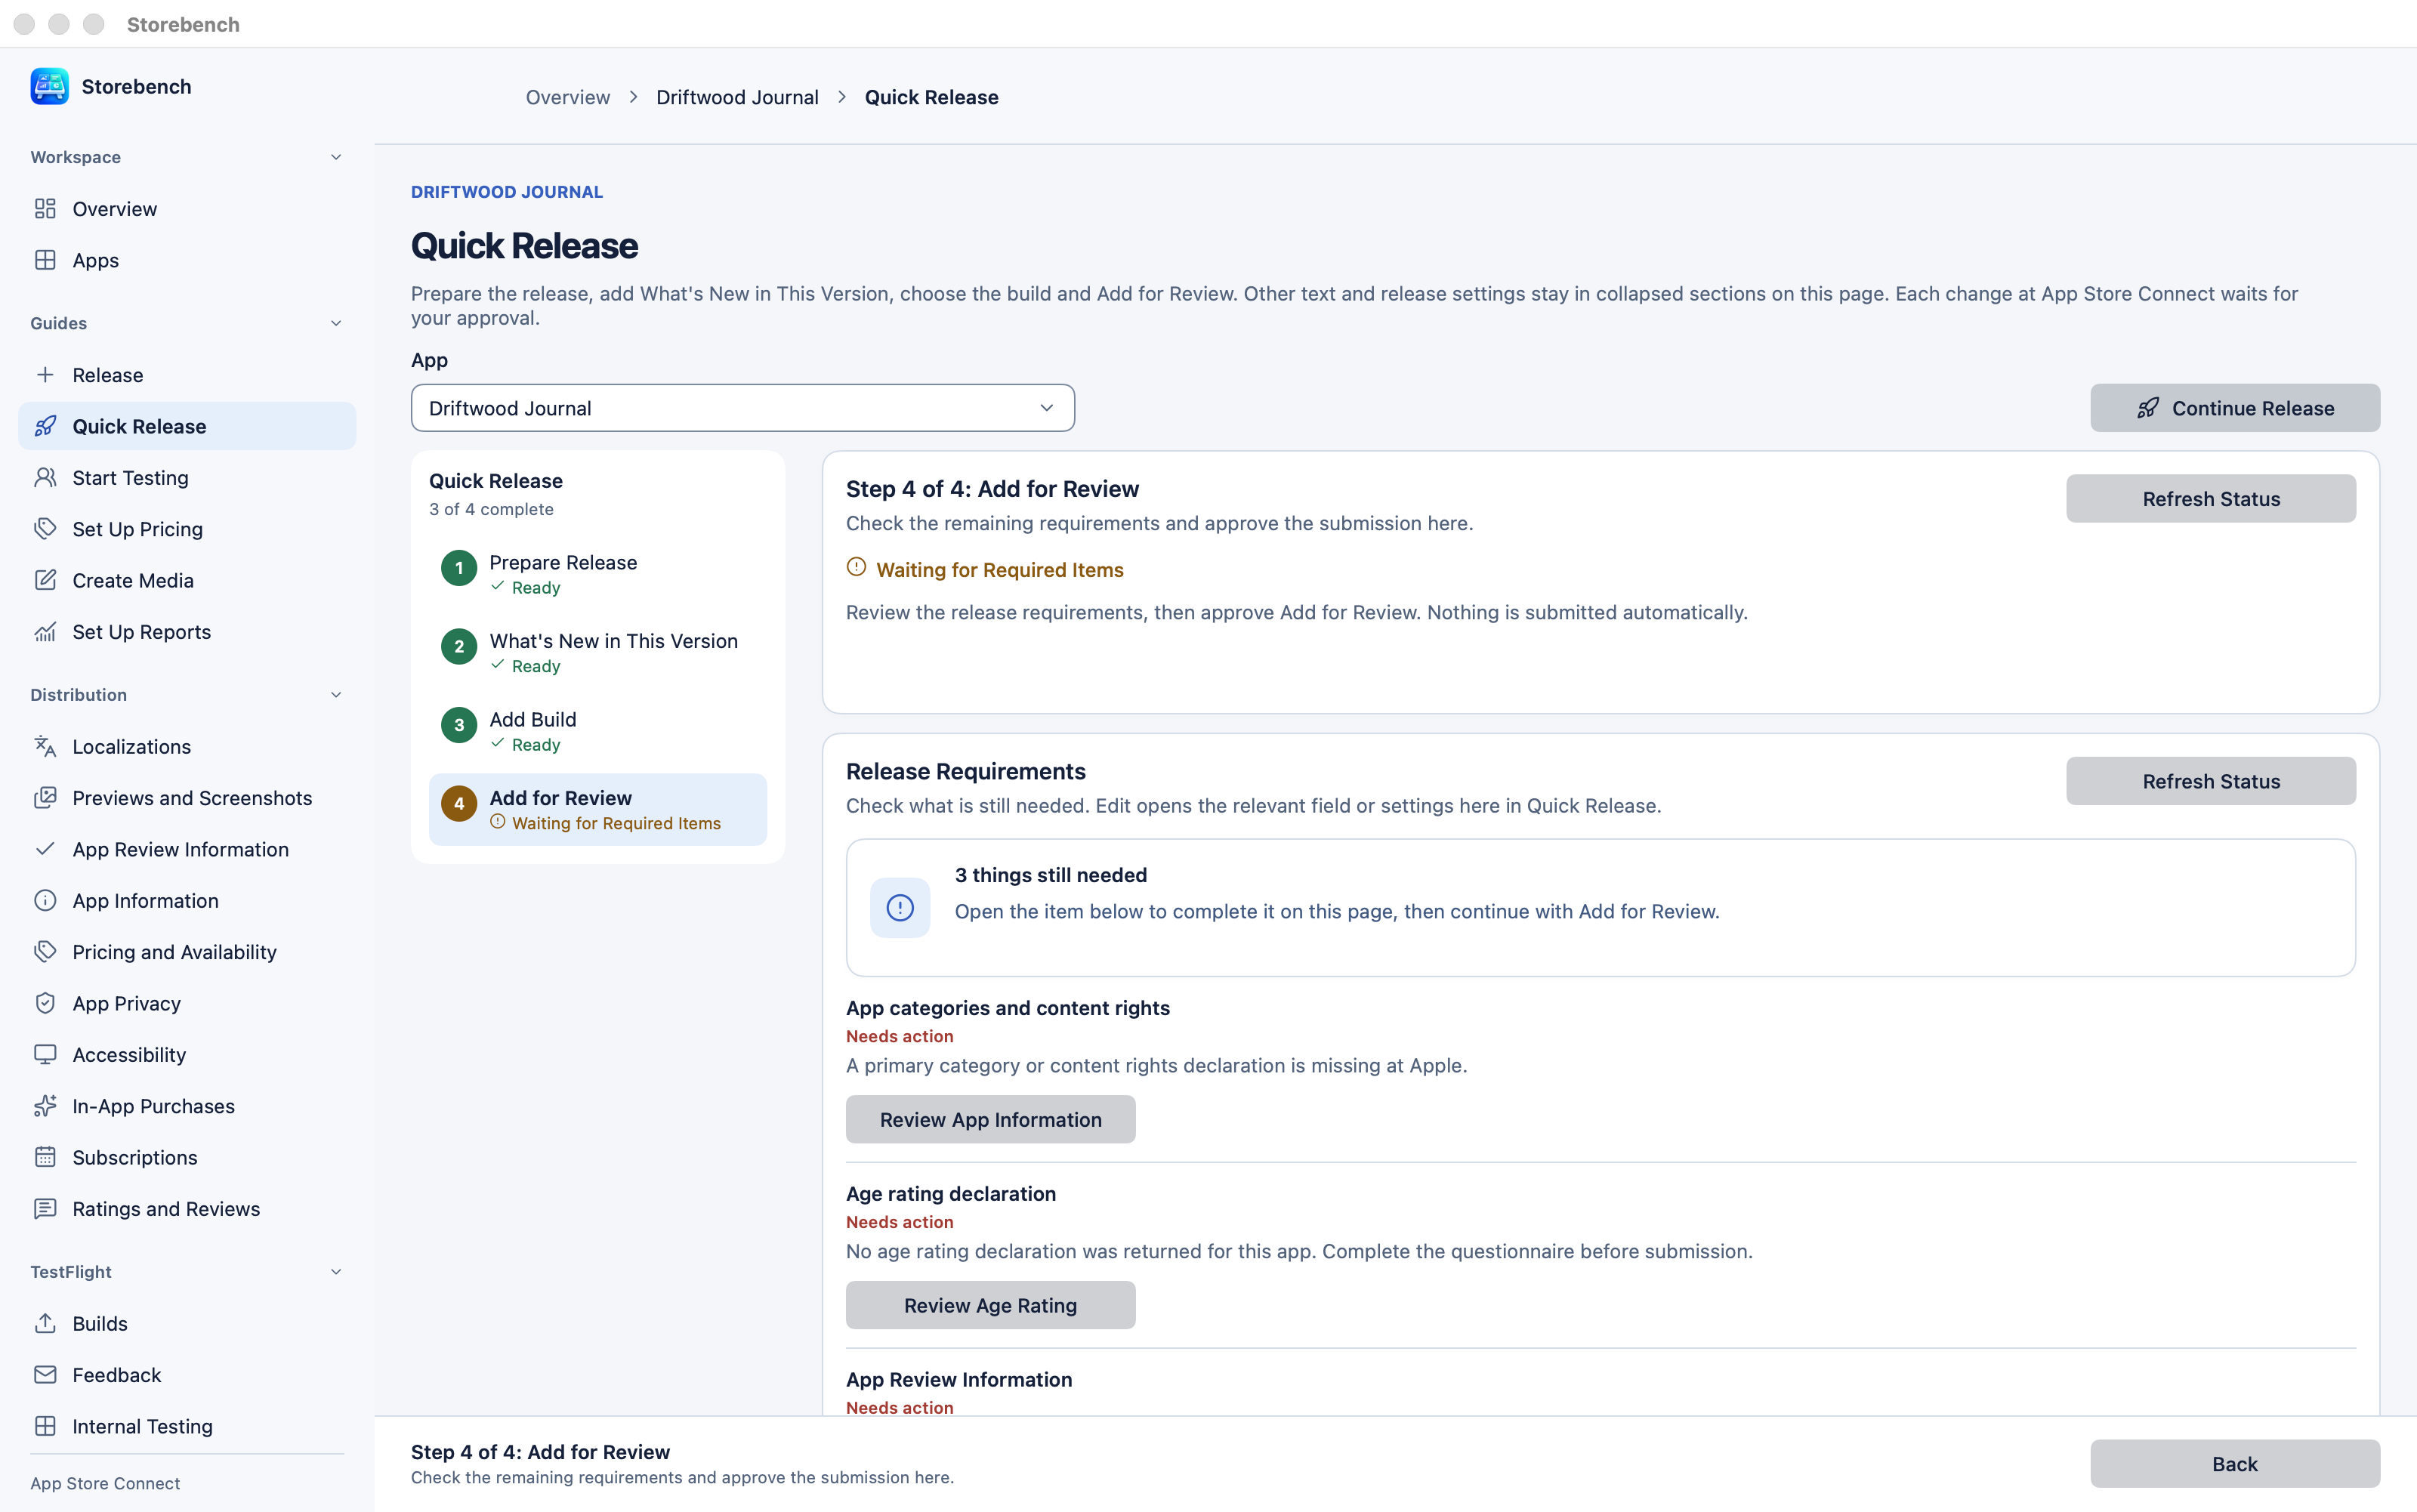 Storebench
Storebench
Workspace
Overview
Apps
Guides
Release
Quick Release
Start Testing
Set Up Pricing
Create Media
Set Up Reports
Distribution
Localizations
Previews and Screenshots
App Review Information
App Information
Pricing and Availability
App Privacy
Accessibility
In-App Purchases
Subscriptions
Ratings and Reviews
TestFlight
Builds
Feedback
Internal Testing
App Store Connect
Overview > Driftwood Journal > Quick Release
DRIFTWOOD JOURNAL
Quick Release
Prepare the release, add What's New in This Version, choose the build and Add for Review. Other text and release settings stay in collapsed sections on this page. Each change at App Store Connect waits for
your approval.
App
Driftwood Journal
Continue Release
Quick Release
3 of 4 complete
1 Prepare Release
Ready
2 What's New in This Version
Ready
3 Add Build
Ready
4 Add for Review
Waiting for Required Items
Step 4 of 4: Add for Review
Refresh Status
Check the remaining requirements and approve the submission here.
Waiting for Required Items
Review the release requirements, then approve Add for Review. Nothing is submitted automatically.
Release Requirements
Refresh Status
Check what is still needed. Edit opens the relevant field or settings here in Quick Release.
3 things still needed
Open the item below to complete it on this page, then continue with Add for Review.
App categories and content rights
Needs action
A primary category or content rights declaration is missing at Apple.
Review App Information
Age rating declaration
Needs action
No age rating declaration was returned for this app. Complete the questionnaire before submission.
Review Age Rating
App Review Information
Needs action
Step 4 of 4: Add for Review
Check the remaining requirements and approve the submission here.
Back